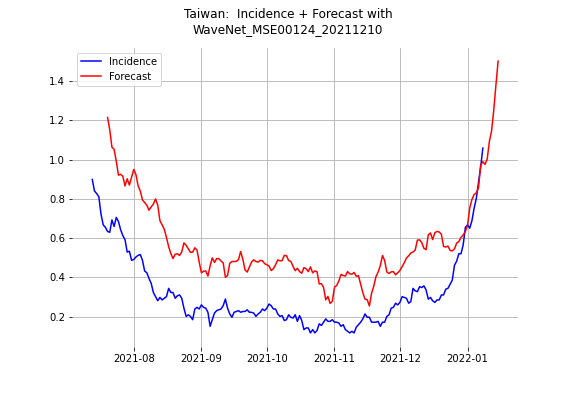 Taiwan:  Incidence + Forecast with
WaveNet_MSE00124_20211210
Incidence
Forecast
1.4
1.2
1.0
0.8
0.6
0.4
0.2
2021-08 2021-09 2021-10 2021-11 2021-12 2022-01